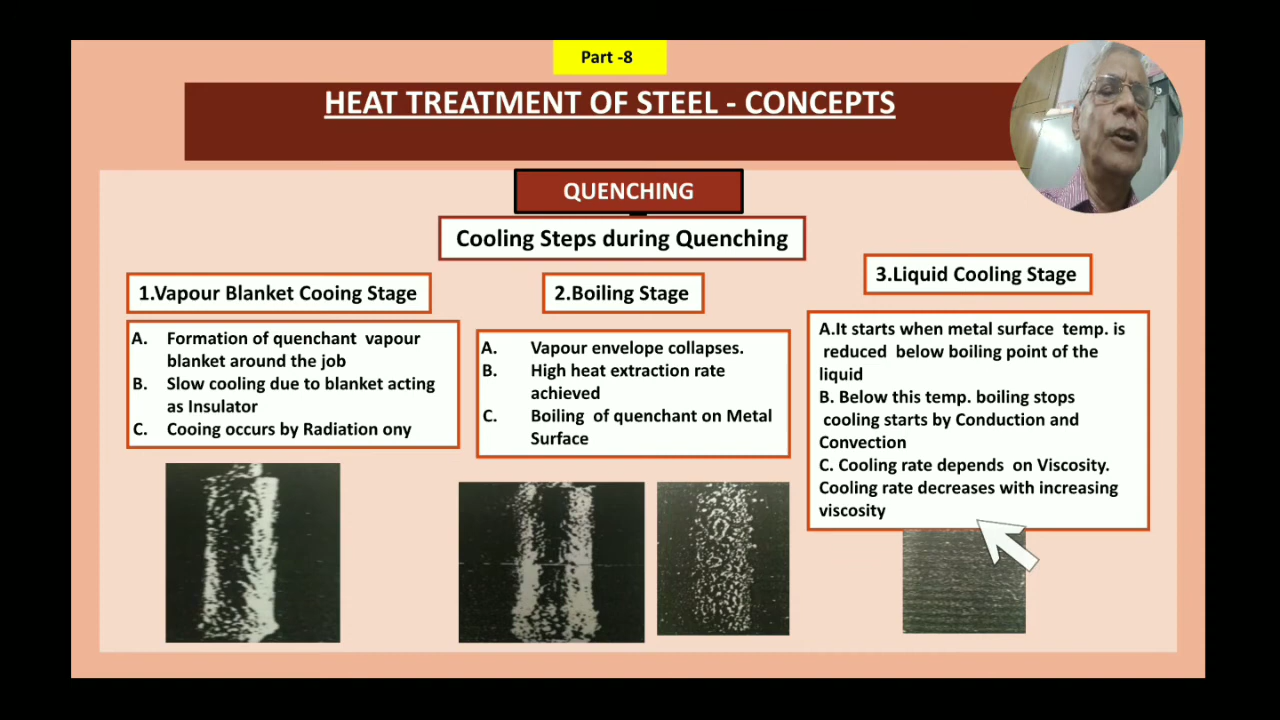 Part -8
HEAT TREATMENT OF STEEL - CONCEPTS
QUENCHING
Cooling Steps during Quenching
1.Vapour Blanket Cooing Stage
A. Formation of quenchant vapour
blanket around the job
B. Slow cooling due to blanket acting
as Insulator
C. Cooing occurs by Radiation ony
2.Boiling Stage
A. Vapour envelope collapses.
B. High heat extraction rate
achieved
C. Boiling of quenchant on Metal
Surface
3.Liquid Cooling Stage
A.It starts when metal surface temp. is
reduced below boiling point of the
liquid
B. Below this temp. boiling stops
cooling starts by Conduction and
Convection
C. Cooling rate depends on Viscosity.
Cooling rate decreases with increasing
viscosity